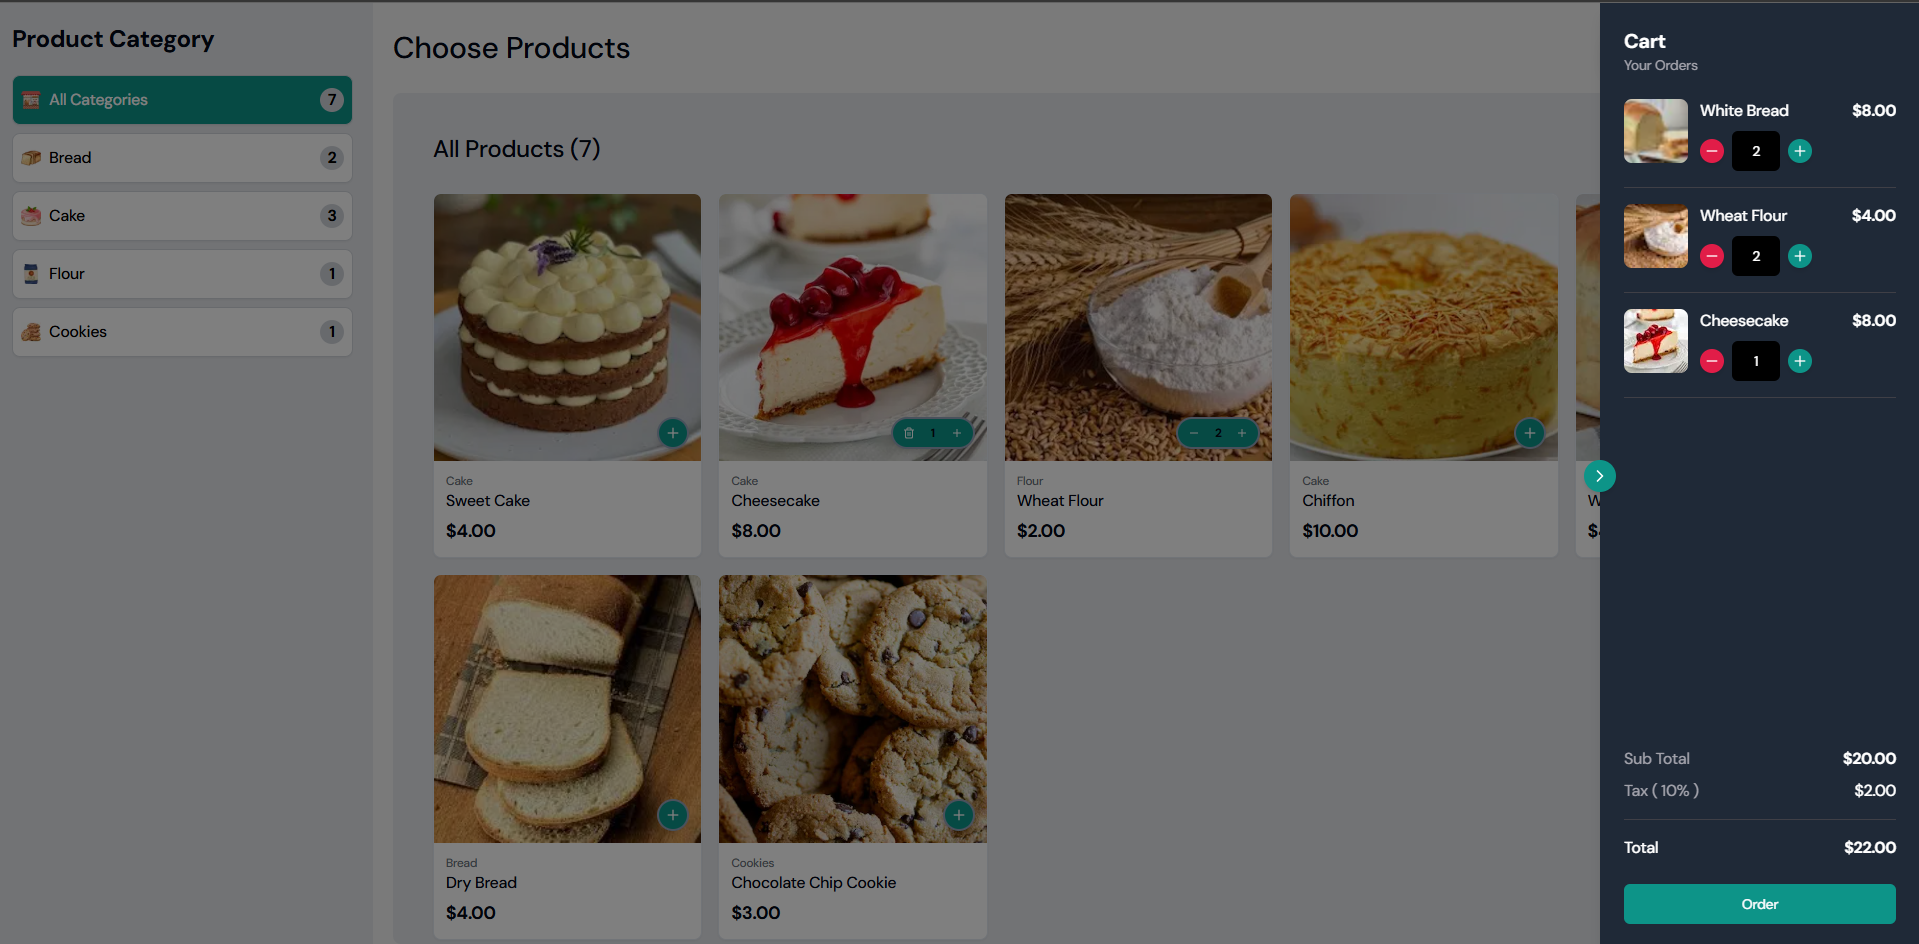 Product Category
All Categories 7
Bread 2
Cake 3
Flour 1
Cookies 1
Choose Products
All Products (7)
1
2
Cake
Sweet Cake
$4.00
Cake
Cheesecake
$8.00
Flour
Wheat Flour
$2.00
Cake
Chiffon
$10.00
Bread
Dry Bread
$4.00
Cookies
Chocolate Chip Cookie
$3.00
Cart
Your Orders
White Bread $8.00
2
Wheat Flour $4.00
2
Cheesecake $8.00
1
Sub Total $20.00
Tax ( 10% ) $2.00
Total $22.00
Order